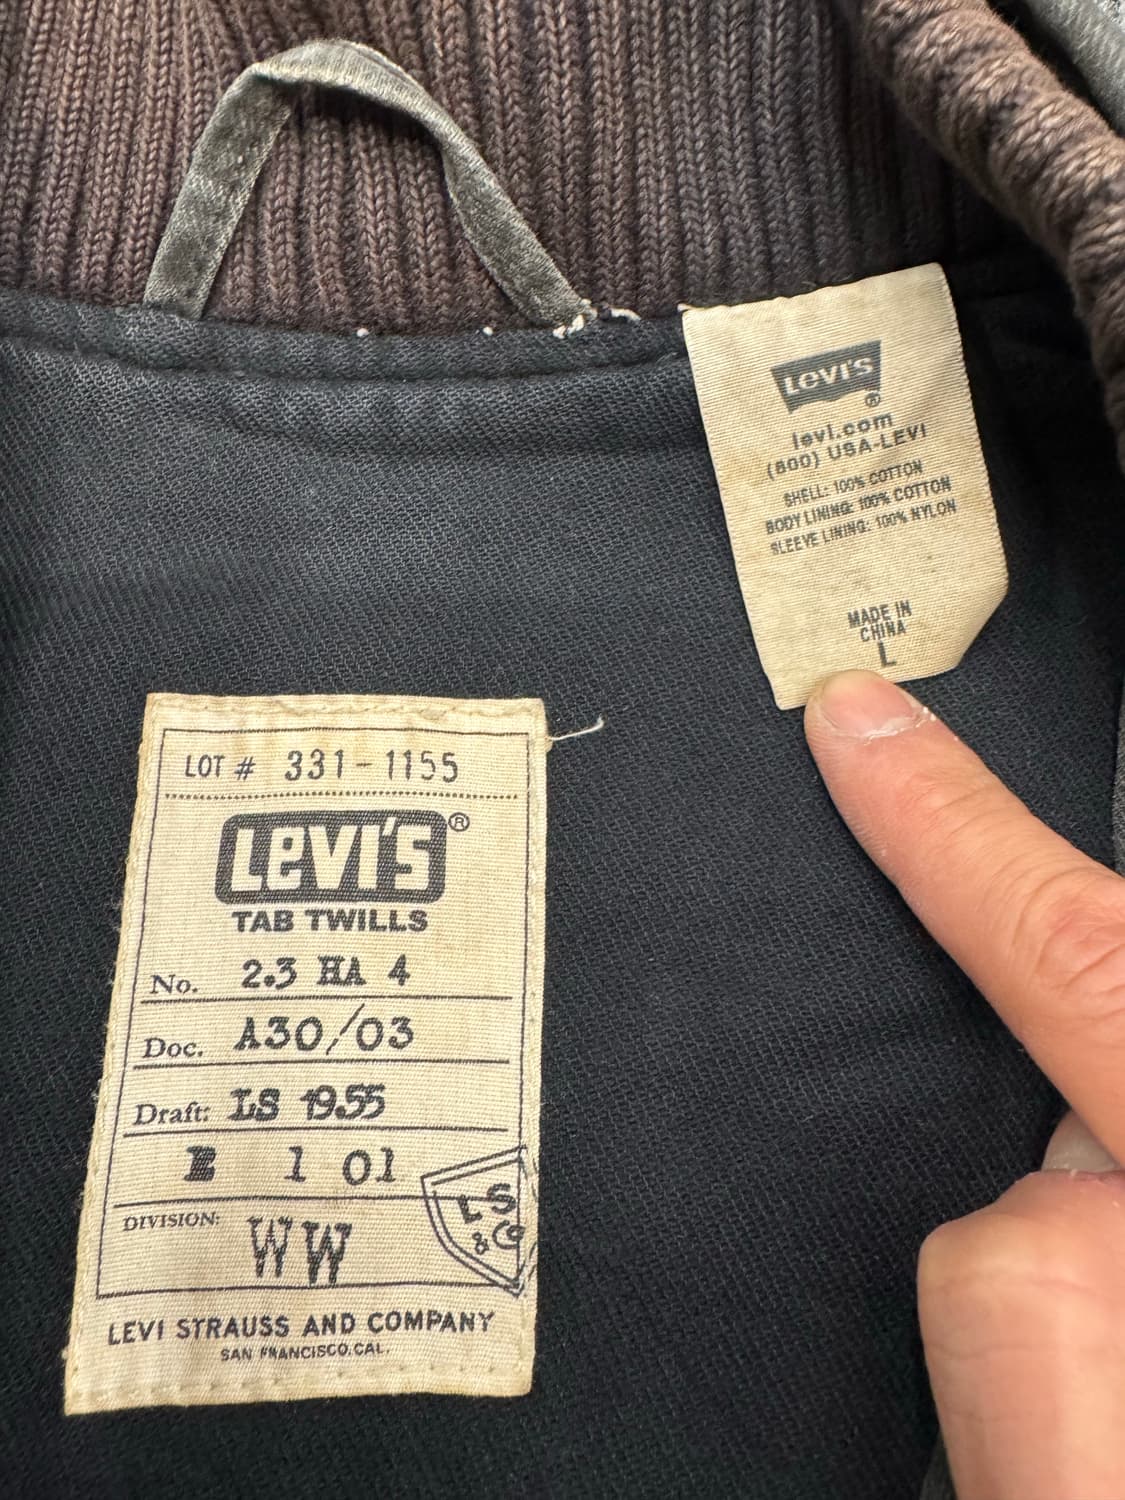 LEVI'S®
levi.com
(800) USA-LEVI
SHELL: 100% COTTON
BODY LINING: 100% COTTON
SLEEVE LINING: 100% NYLON
MADE IN
CHINA
L
LOT # 331-1155
LEVI'S®
TAB TWILLS
No. 2.3 HA 4
Doc. A30/03
Draft: LS 1955
E 1 01
DIVISION: WW
LS
& Co
LEVI STRAUSS AND COMPANY
SAN FRANCISCO, CAL.